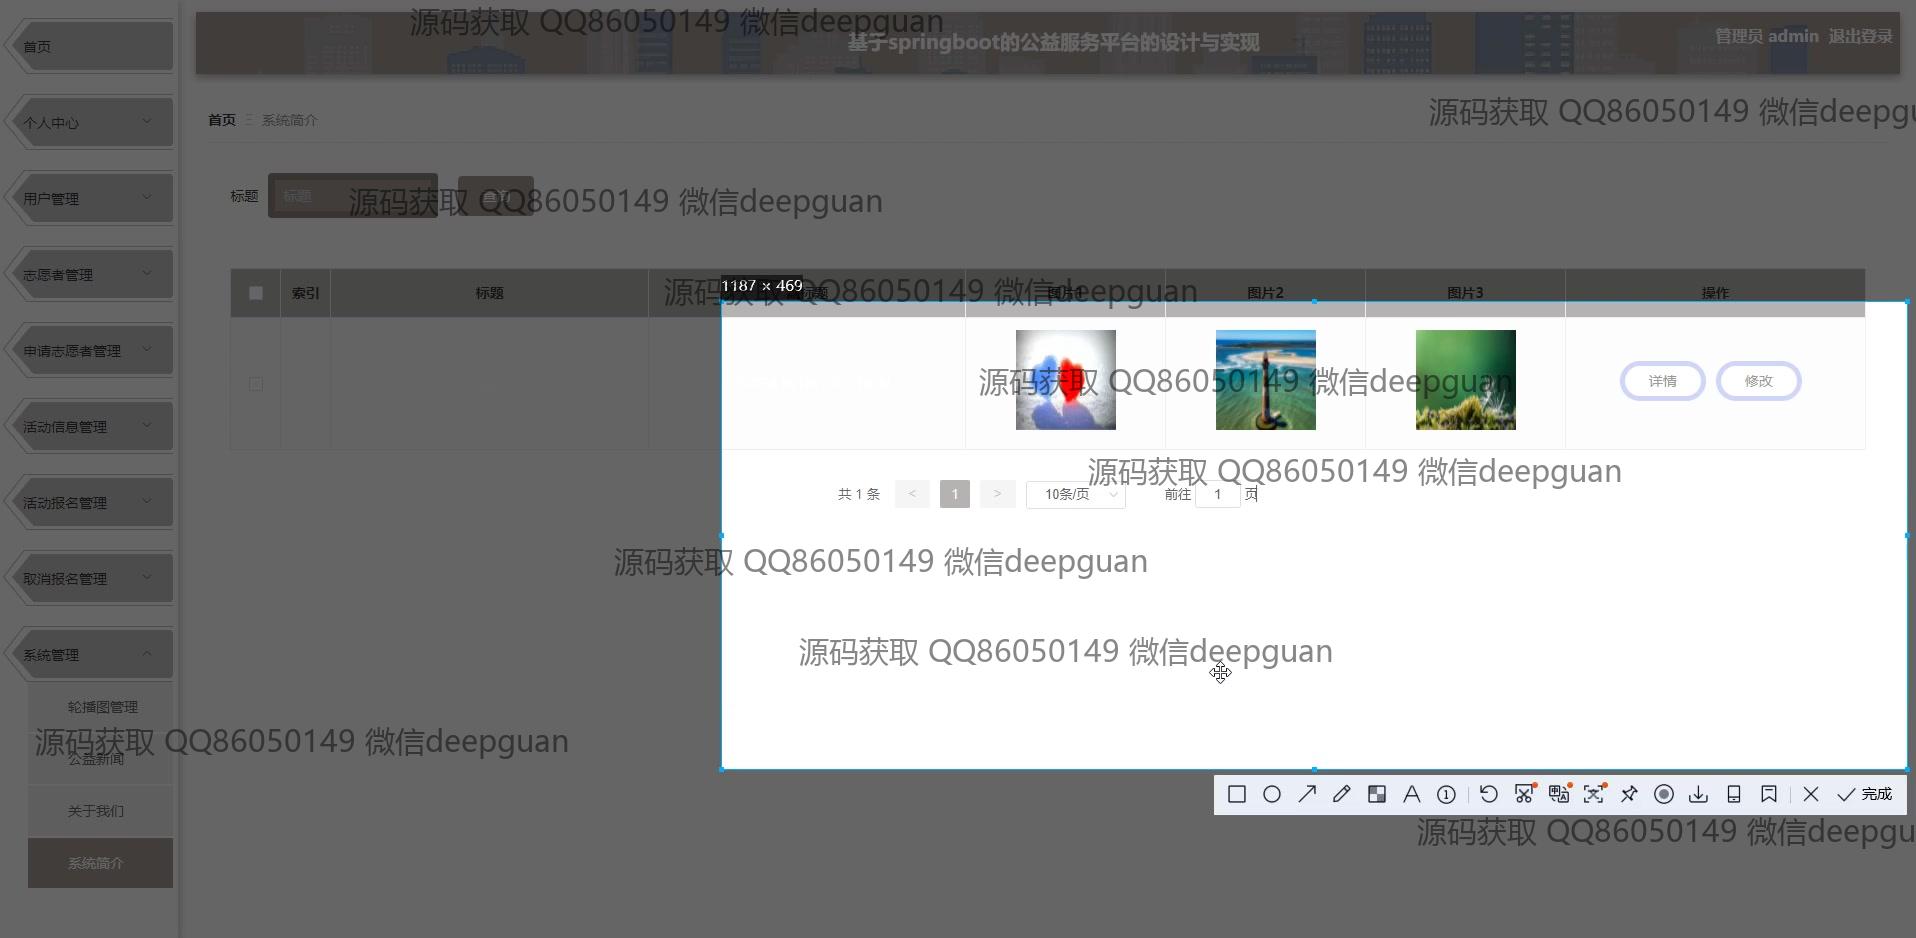 源码获取 QQ86050149 微信deepguan
基于springboot的公益服务平台的设计与实现
管理员 admin 退出登录
首页
个人中心
用户管理
志愿者管理
申请志愿者管理
活动信息管理
活动报名管理
取消报名管理
系统管理
轮播图管理
公益新闻
关于我们
系统简介
首页 系统简介
源码获取 QQ86050149 微信deepgu
标题 标题 查询
源码获取 QQ86050149 微信deepguan
1187 × 469
索引 标题 副标题 图片1 图片2 图片3 操作
源码获取 QQ86050149 微信deepguan
详情 修改
源码获取 QQ86050149 微信deepguan
源码获取 QQ86050149 微信deepguan
共 1 条 < 1 > 10条/页 前往 1 页
源码获取 QQ86050149 微信deepguan
源码获取 QQ86050149 微信deepguan
源码获取 QQ86050149 微信deepguan
完成
源码获取 QQ86050149 微信deepgu